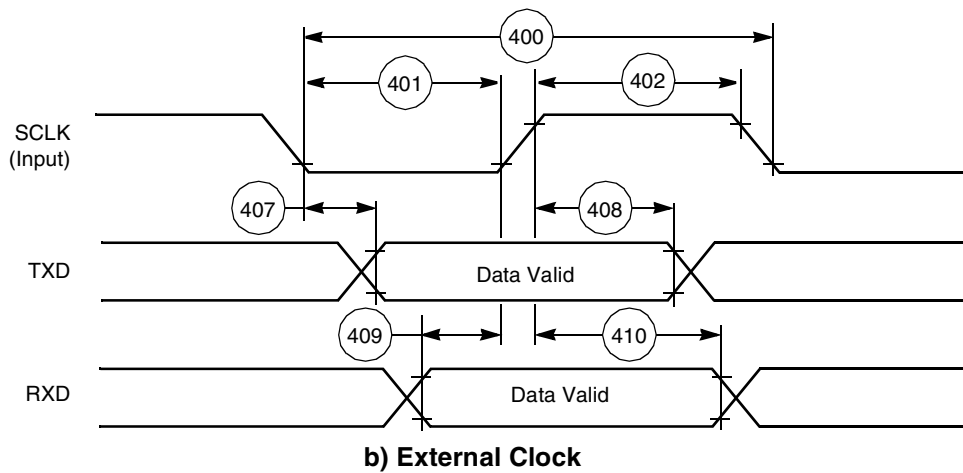 400
401
402
SCLK
(Input)
407
408
TXD
Data Valid
409
410
RXD
Data Valid
b) External Clock